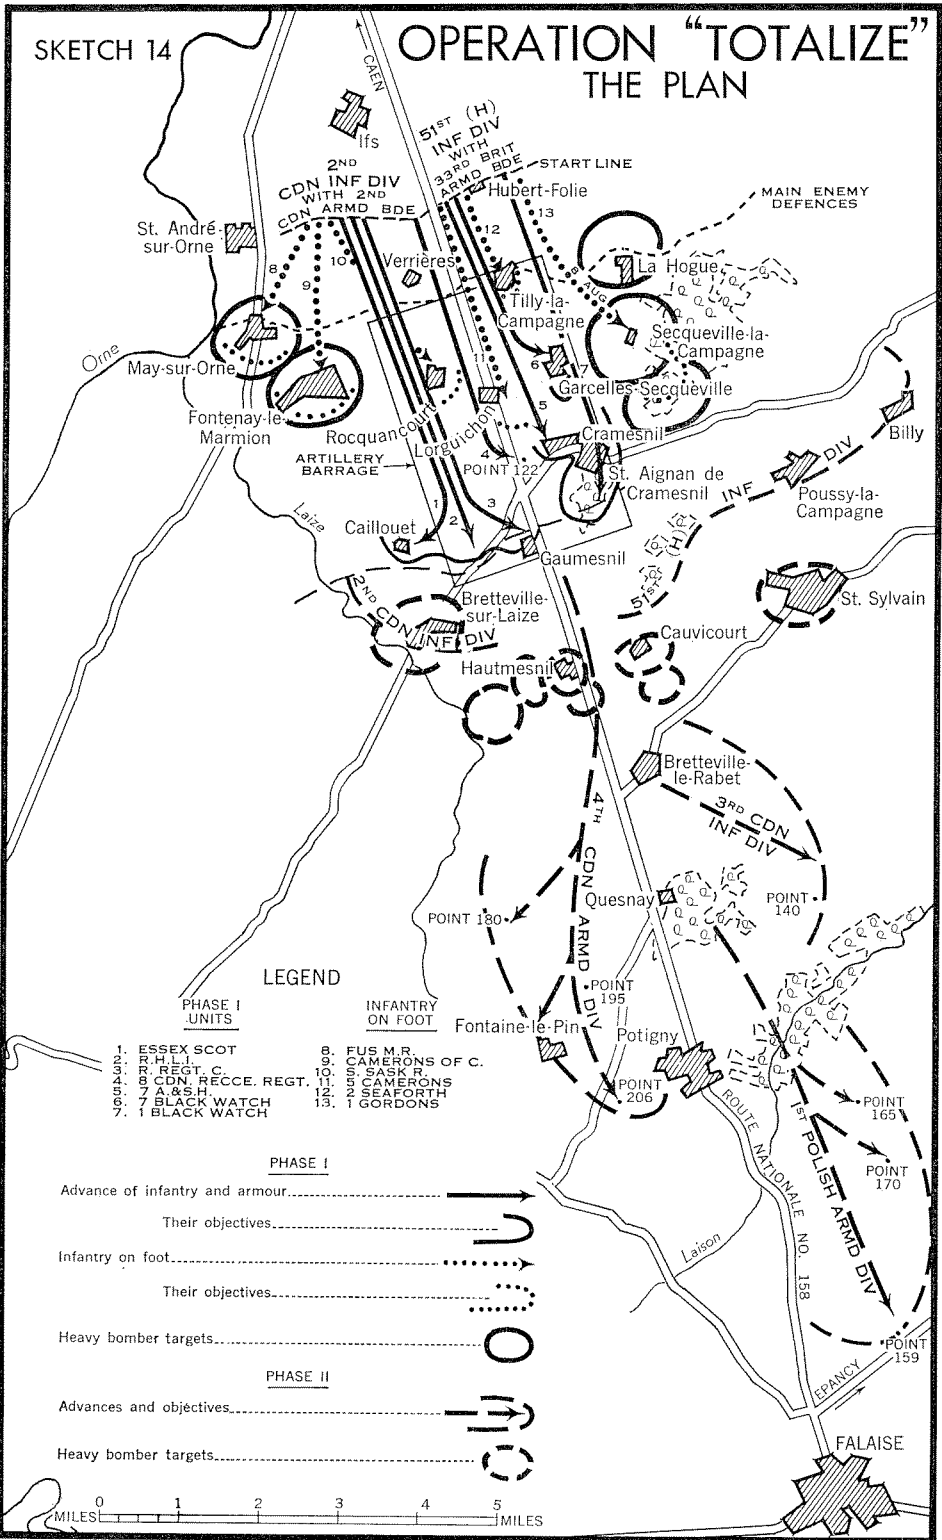 SKETCH 14
OPERATION “TOTALIZE”
THE PLAN
CAEN
Ifs
2ND
CDN INF DIV
WITH 2ND
CDN ARMD BDE
51ST (H)
INF DIV
WITH
33RD BRIT
ARMD BDE
START LINE
Hubert-Folie
MAIN ENEMY
DEFENCES
St. André-
sur-Orne
8
9
10
12
13
Verrières
La Hogue
8 AUG
Tilly-la-
Campagne
Secqueville-la-
Campagne
Orne
May-sur-Orne
11
6
7
Garcelles-Secqueville
Fontenay-le-
Marmion
Rocquancourt
Lorguichon
5
Cramesnil
Billy
ARTILLERY
BARRAGE
4
POINT 122
St. Aignan de
Cramesnil
51ST (H) INF DIV
Poussy-la-
Campagne
Laize
1
2
3
Caillouet
Gaumesnil
2ND CDN INF DIV
Bretteville-
sur-Laize
St. Sylvain
Cauvicourt
Hautmesnil
Bretteville-
le-Rabet
3RD CDN
INF DIV
4TH CDN ARMD DIV
Quesnay
POINT
140
POINT 180
POINT
195
Fontaine-le-Pin
Potigny
POINT
206
POINT
165
POINT
170
1ST POLISH ARMD DIV
ROUTE NATIONALE NO. 158
Laison
POINT
159
EPANCY
FALAISE
LEGEND
PHASE I
UNITS
1. ESSEX SCOT
2. R.H.L.I.
3. R. REGT. C.
4. 8 CDN. RECCE. REGT.
5. 7 A.&S.H.
6. 7 BLACK WATCH
7. 1 BLACK WATCH
INFANTRY
ON FOOT
8. FUS M.R.
9. CAMERONS OF C.
10. S. SASK R.
11. 5 CAMERONS
12. 2 SEAFORTH
13. 1 GORDONS
PHASE I
Advance of infantry and armour
Their objectives
Infantry on foot
Their objectives
Heavy bomber targets
PHASE II
Advances and objectives
Heavy bomber targets
MILES 0 1 2 3 4 5 MILES